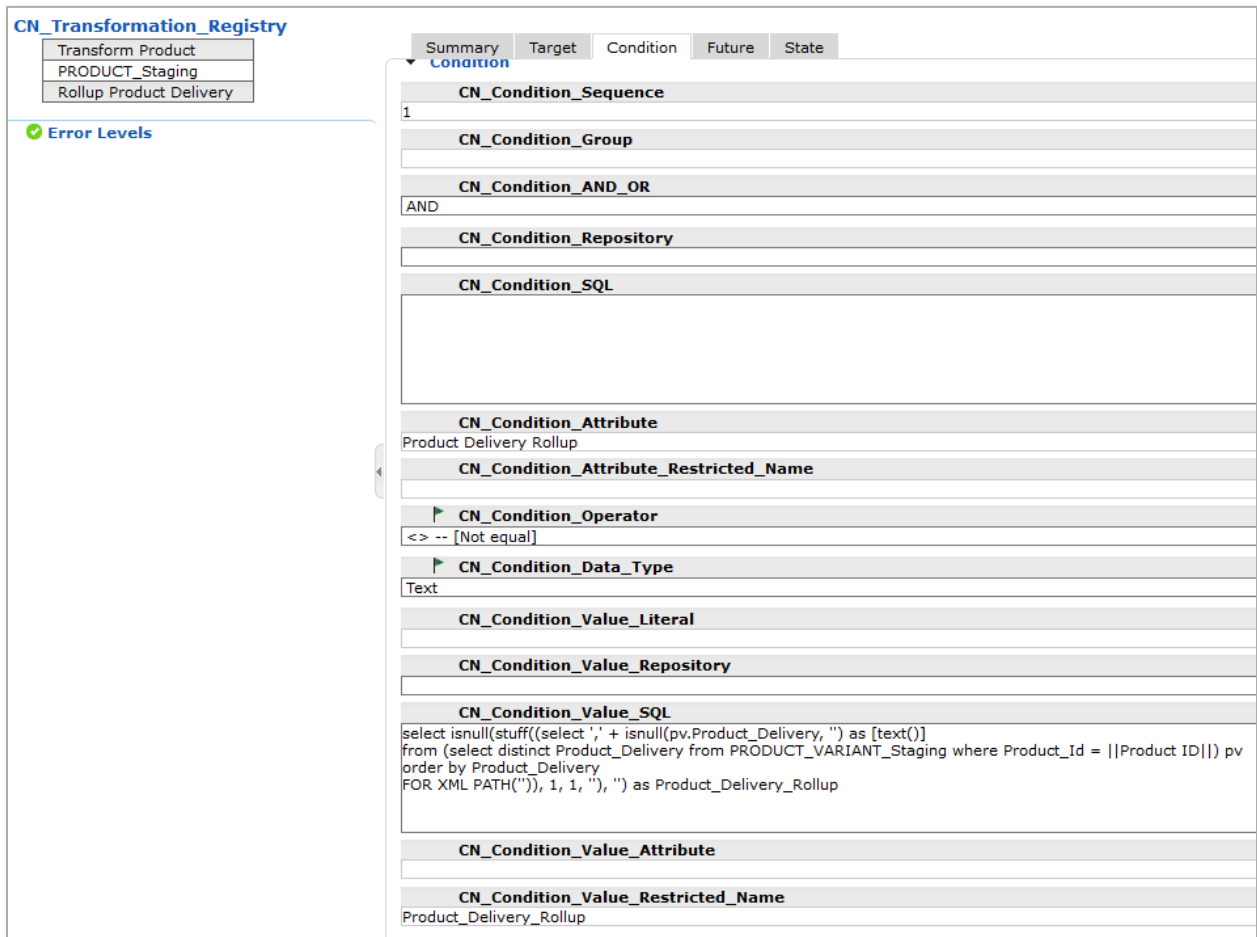 CN_Transformation_Registry
Transform Product
PRODUCT_Staging
Rollup Product Delivery
Error Levels
Summary Target Condition Future State
Condition
CN_Condition_Sequence
1
CN_Condition_Group
CN_Condition_AND_OR
AND
CN_Condition_Repository
CN_Condition_SQL
CN_Condition_Attribute
Product Delivery Rollup
CN_Condition_Attribute_Restricted_Name
CN_Condition_Operator
<> -- [Not equal]
CN_Condition_Data_Type
Text
CN_Condition_Value_Literal
CN_Condition_Value_Repository
CN_Condition_Value_SQL
select isnull(stuff((select ',' + isnull(pv.Product_Delivery, '') as [text()]
from (select distinct Product_Delivery from PRODUCT_VARIANT_Staging where Product_Id = ||Product ID||) pv
order by Product_Delivery
FOR XML PATH('')), 1, 1, ''), '') as Product_Delivery_Rollup
CN_Condition_Value_Attribute
CN_Condition_Value_Restricted_Name
Product_Delivery_Rollup